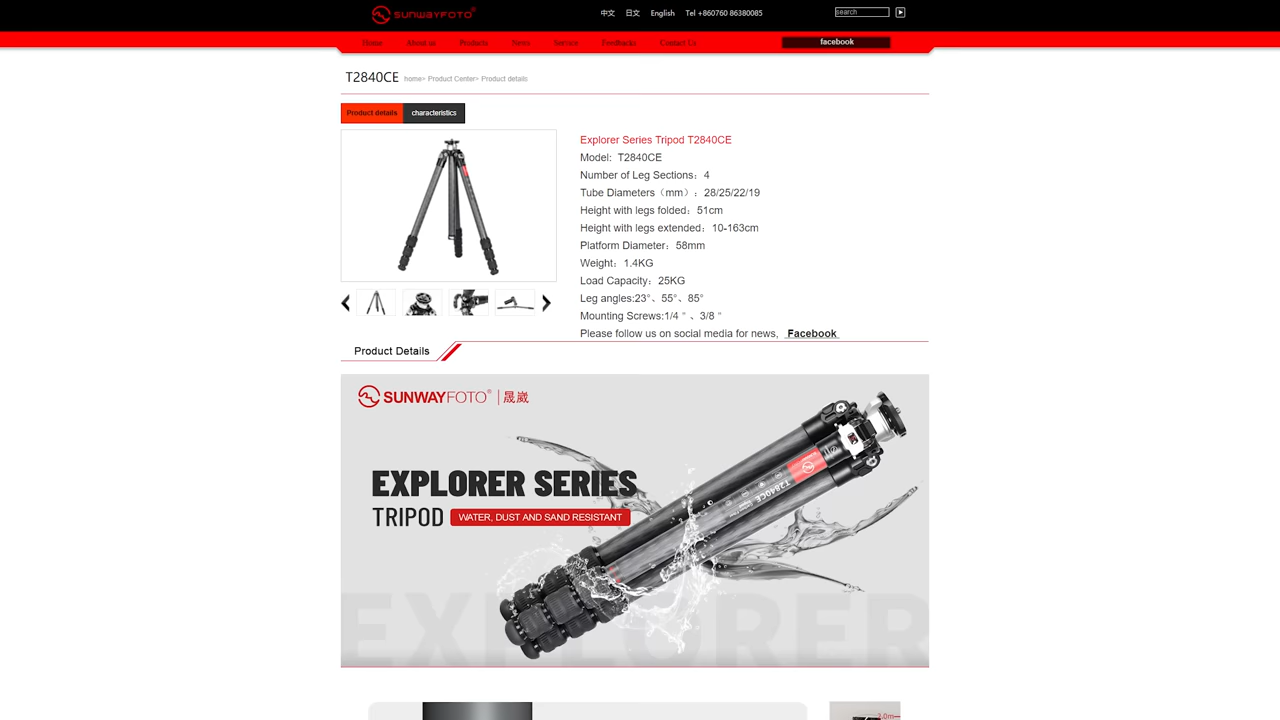 SUNWAYFOTO®
中文 日文 English Tel +860760 86380085
search
Home About us Products News Service Feedbacks Contact Us
facebook
T2840CE home> Product Center> Product details
Product details characteristics
Explorer Series Tripod T2840CE
Model: T2840CE
Number of Leg Sections：4
Tube Diameters（mm）：28/25/22/19
Height with legs folded：51cm
Height with legs extended：10-163cm
Platform Diameter：58mm
Weight：1.4KG
Load Capacity：25KG
Leg angles:23°、55°、85°
Mounting Screws:1/4 "、3/8 "
Please follow us on social media for news, Facebook
Product Details
SUNWAYFOTO® 晟崴
EXPLORER SERIES
TRIPOD WATER, DUST AND SAND RESISTANT
T2840CE
EXPLORER